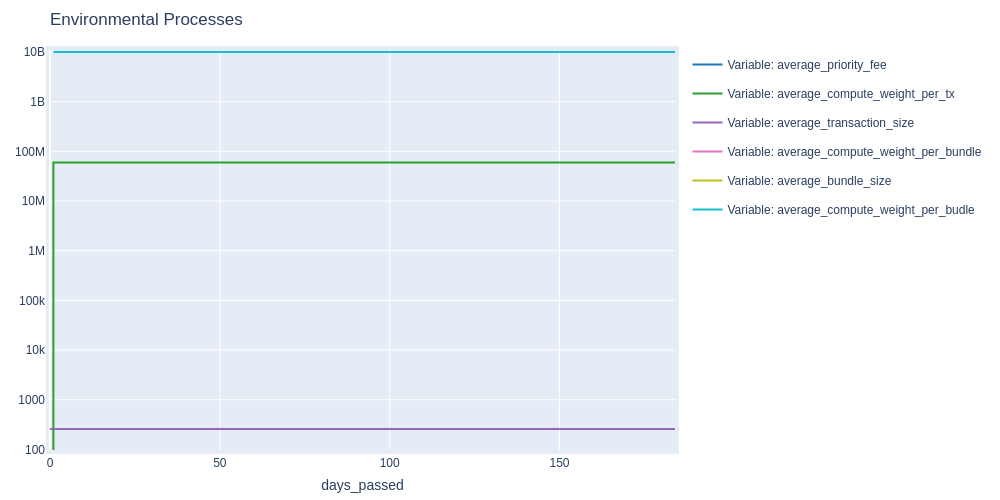 Environmental Processes
10B
1B
100M
10M
1M
100k
10k
1000
100
0
50
100
150
days_passed
Variable: average_priority_fee
Variable: average_compute_weight_per_tx
Variable: average_transaction_size
Variable: average_compute_weight_per_bundle
Variable: average_bundle_size
Variable: average_compute_weight_per_budle